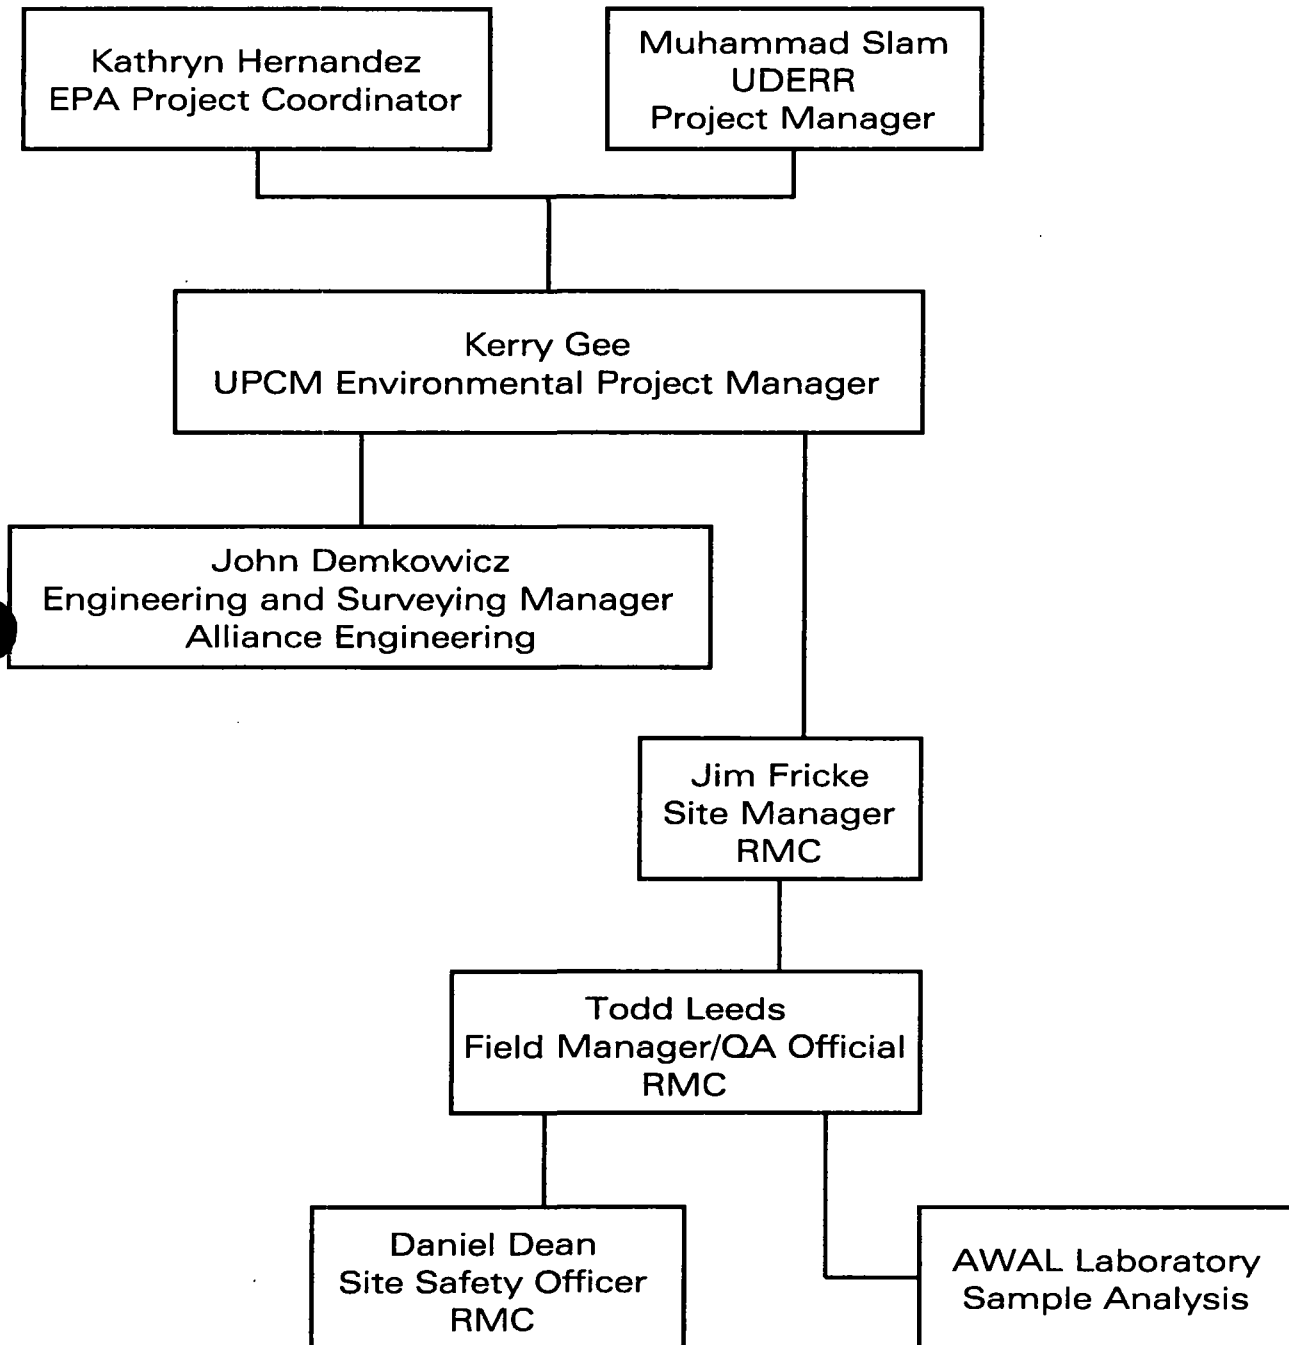 Kathryn Hernandez
EPA Project Coordinator
Muhammad Slam
UDERR
Project Manager
Kerry Gee
UPCM Environmental Project Manager
John Demkowicz
Engineering and Surveying Manager
Alliance Engineering
Jim Fricke
Site Manager
RMC
Todd Leeds
Field Manager/QA Official
RMC
Daniel Dean
Site Safety Officer
RMC
AWAL Laboratory
Sample Analysis